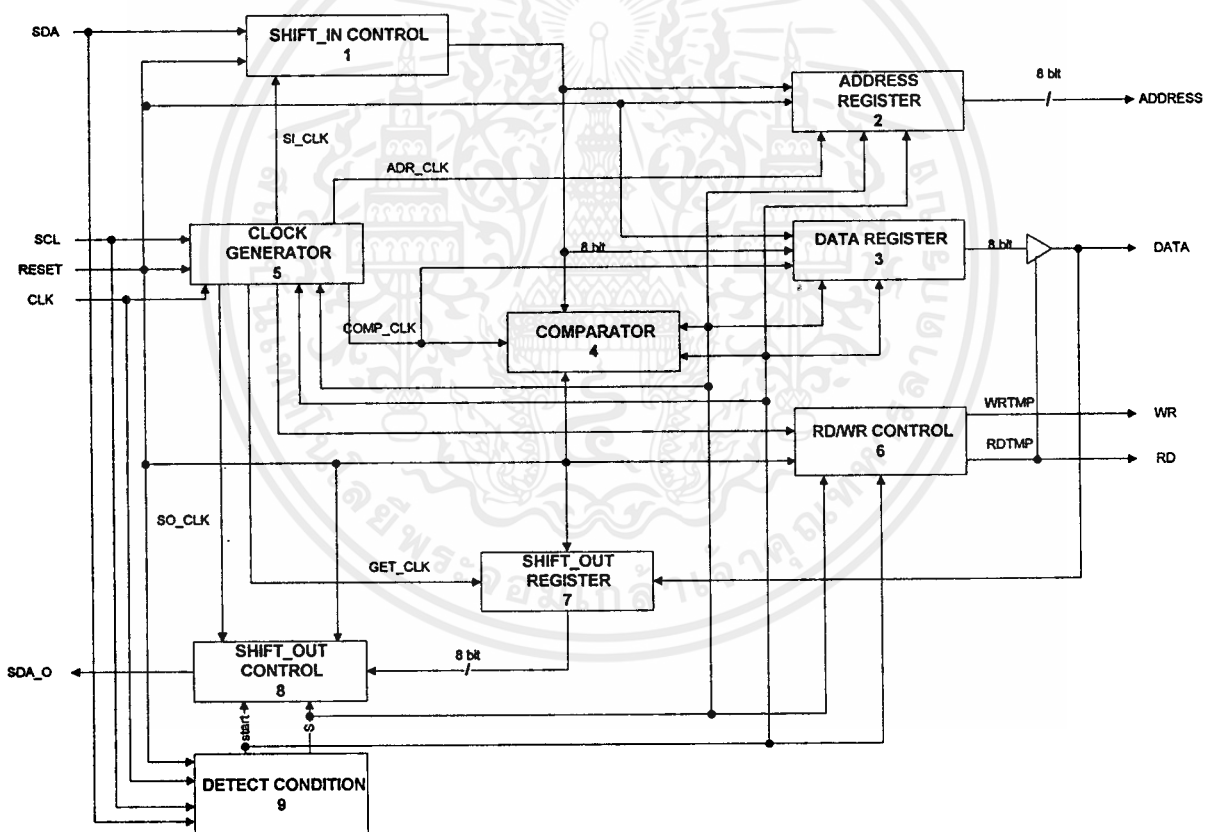 SDA
SHIFT_IN CONTROL
1
ADDRESS
REGISTER
2
8 bit
ADDRESS
SI_CLK
ADR_CLK
SCL
RESET
CLK
CLOCK
GENERATOR
5
8 bit
DATA REGISTER
3
8 bit
DATA
COMP_CLK
COMPARATOR
4
RD/WR CONTROL
6
WRTMP
WR
RDTMP
RD
SO_CLK
GET_CLK
SHIFT_OUT
REGISTER
7
SDA_O
SHIFT_OUT
CONTROL
8
8 bit
start
S
DETECT CONDITION
9